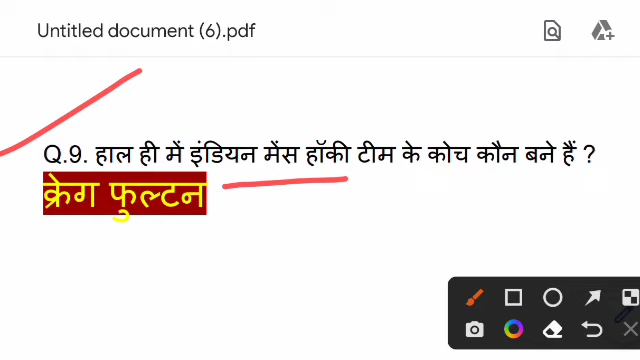 Untitled document (6).pdf
Q.9. हाल ही में इंडियन मेंस हॉकी टीम के कोच कौन बने हैं ?
क्रेग फुल्टन